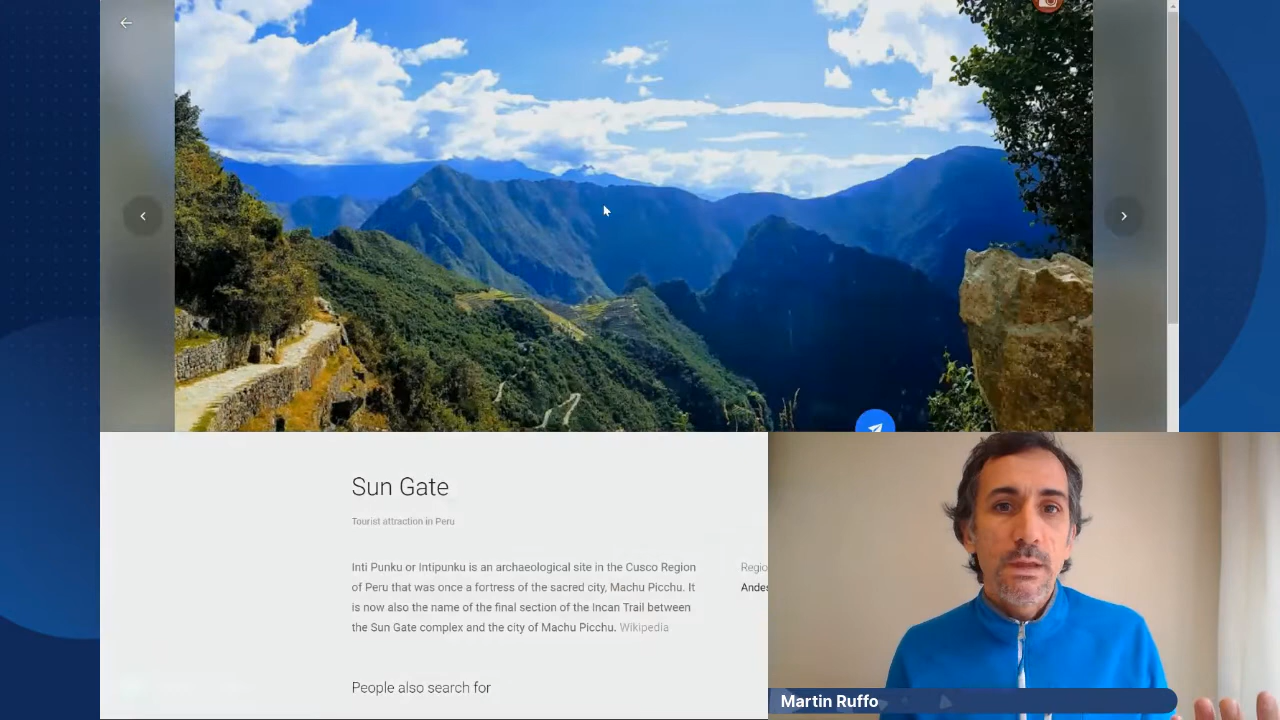 Sun Gate
Tourist attraction in Peru
Inti Punku or Intipunku is an archaeological site in the Cusco Region
of Peru that was once a fortress of the sacred city, Machu Picchu. It
is now also the name of the final section of the Incan Trail between
the Sun Gate complex and the city of Machu Picchu. Wikipedia
Regio
Andes
People also search for
Martin Ruffo